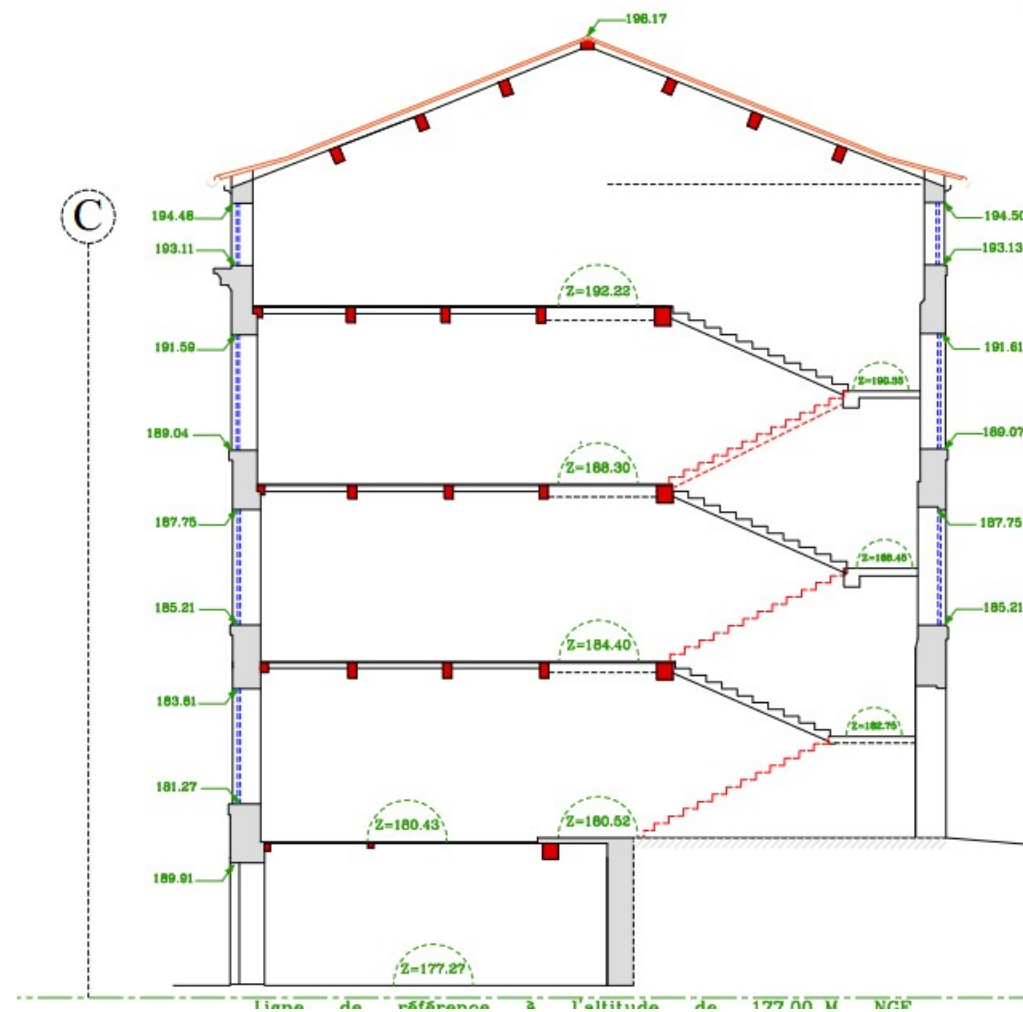 198.17
C
194.48
194.50
193.11
193.13
Z=192.22
191.59
191.61
Z=190.35
189.04
189.07
Z=188.30
187.75
187.75
Z=186.45
185.21
185.21
Z=184.40
183.81
Z=182.75
181.27
Z=180.43
Z=180.52
189.91
Z=177.27
Ligne de référence à l'altitude de 177.00 M NGF